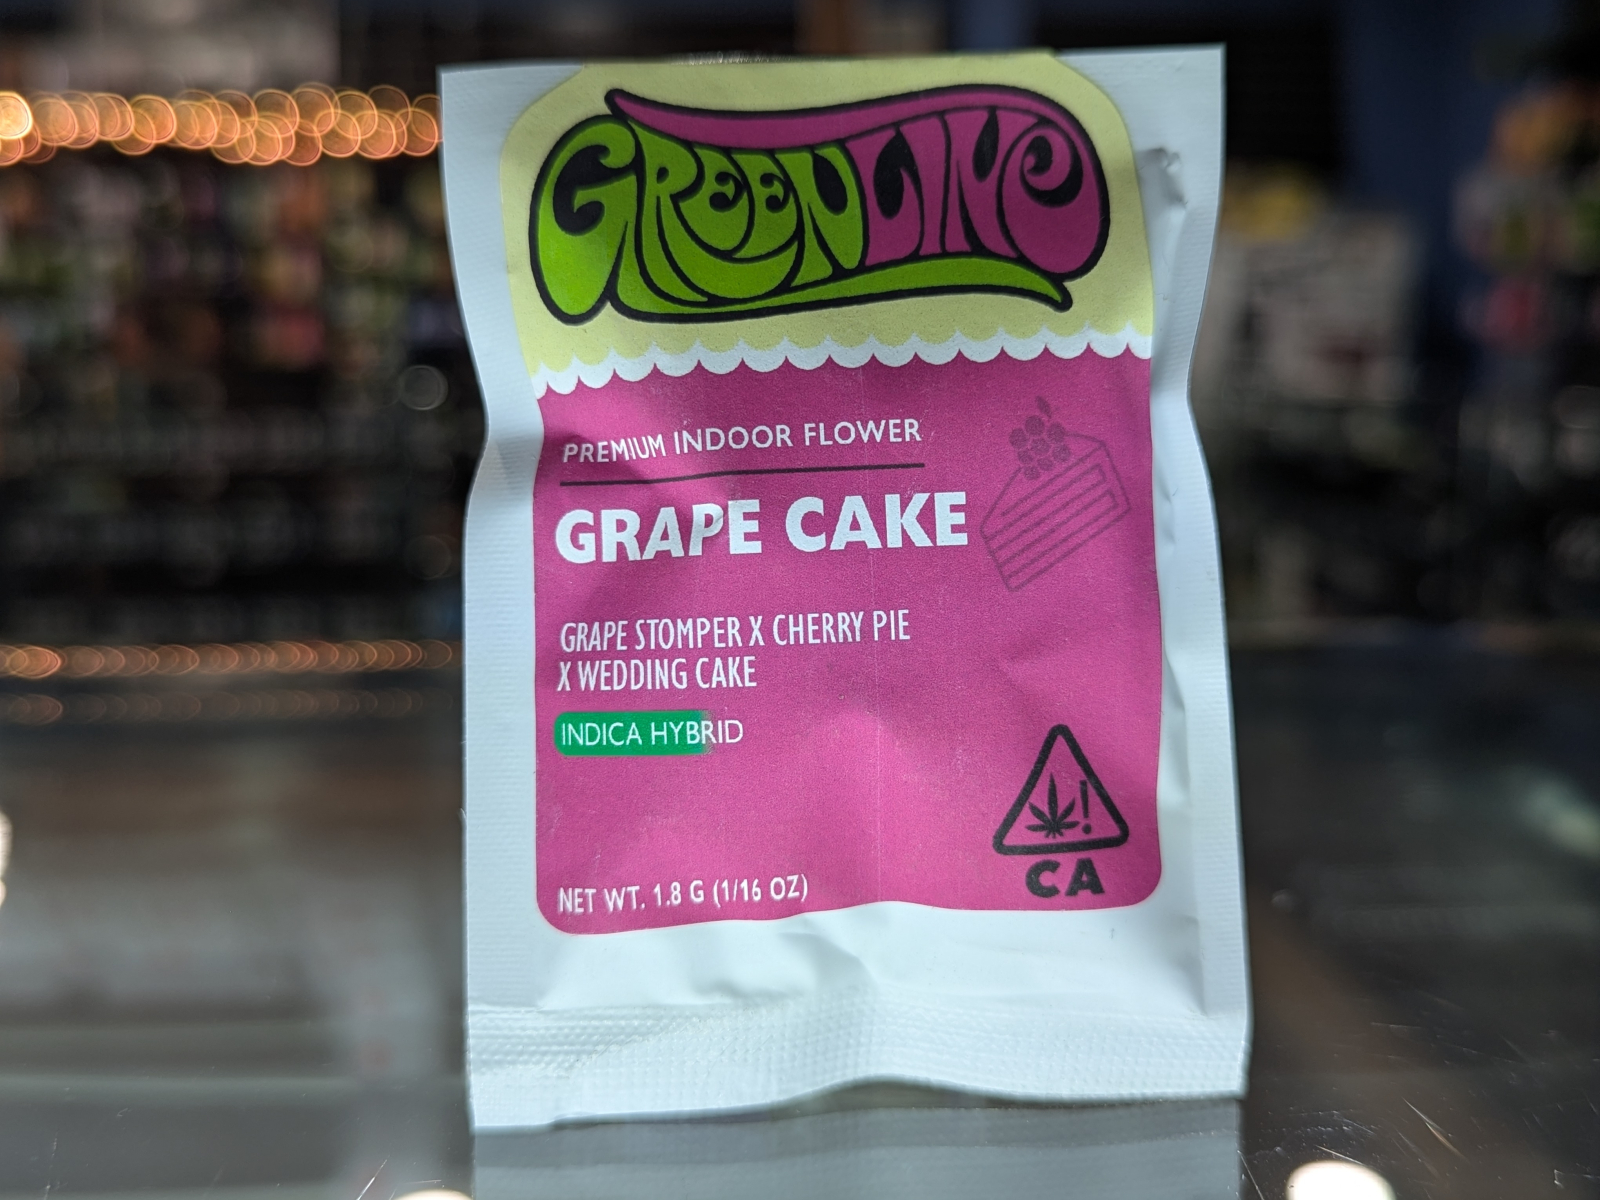 GREENLINE
PREMIUM INDOOR FLOWER
GRAPE CAKE
GRAPE STOMPER X CHERRY PIE
X WEDDING CAKE
INDICA HYBRID
!
CA
NET WT. 1.8 G (1/16 OZ)